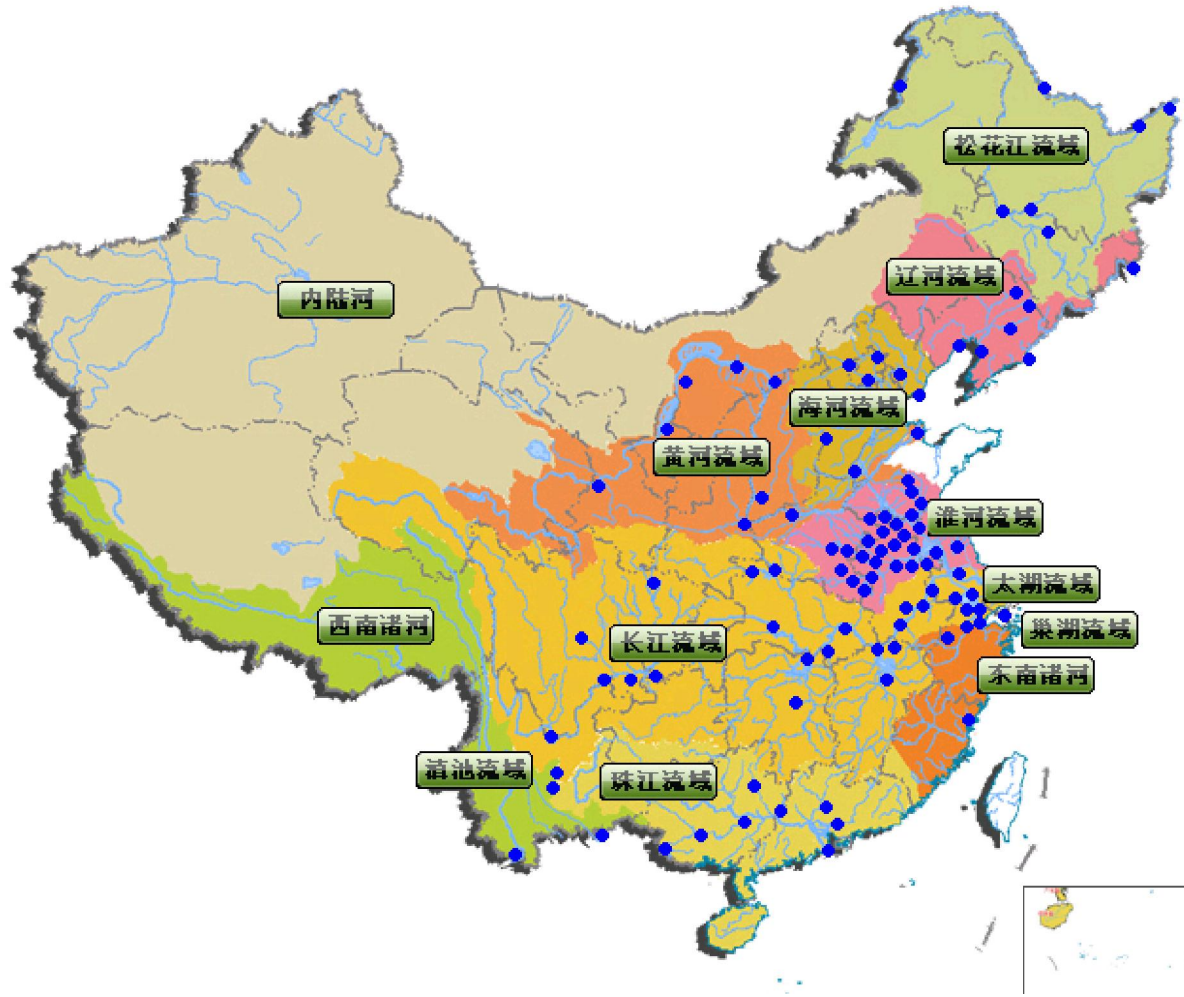 松花江流域
辽河流域
内陆河
海河流域
黄河流域
淮河流域
太湖流域
西南诸河
长江流域
巢湖流域
东南诸河
滇池流域
珠江流域